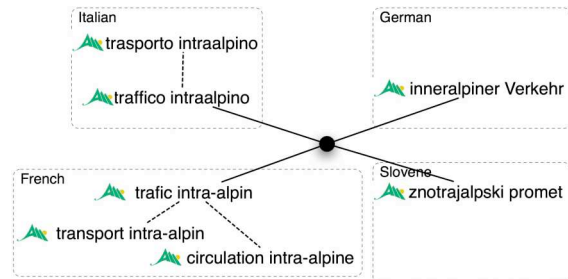 Italian
trasporto intraalpino
traffico intraalpino
German
inneralpiner Verkehr
French
trafic intra-alpin
transport intra-alpin
circulation intra-alpine
Slovene
znotrajalpski promet